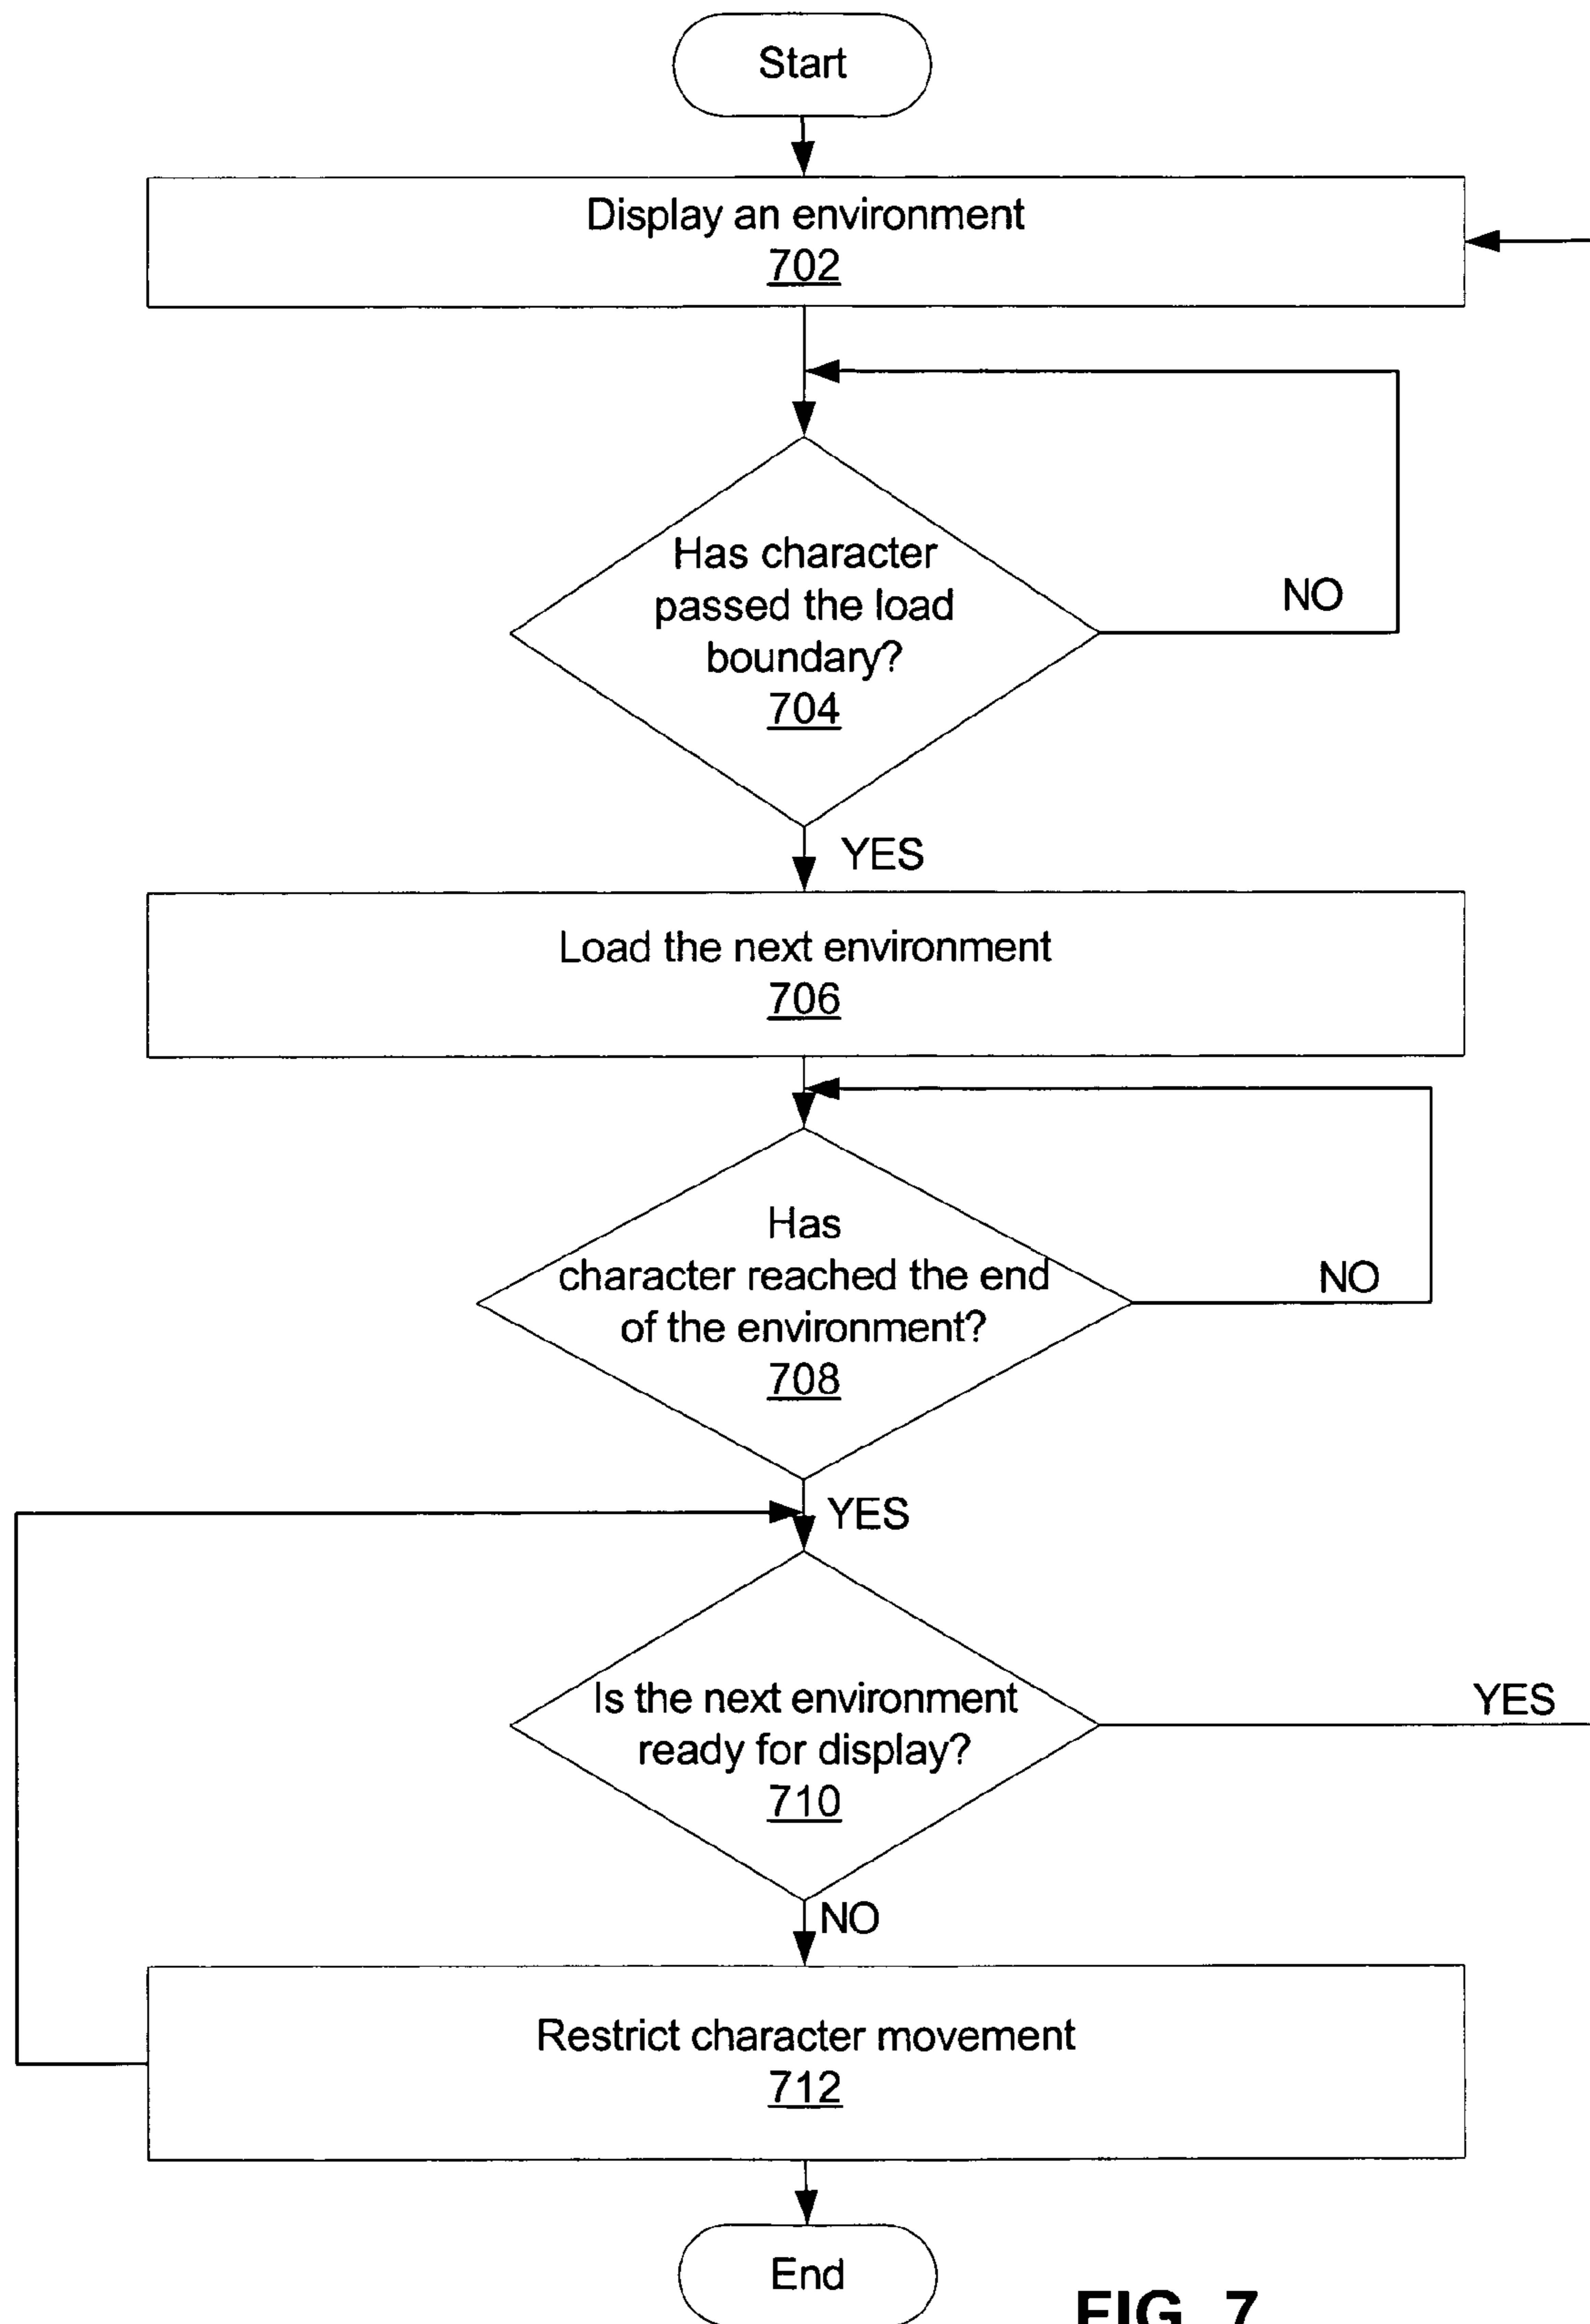 Start
Display an environment
702
Has character
passed the load
boundary?
704
NO
YES
Load the next environment
706
Has
character reached the end
of the environment?
708
NO
YES
Is the next environment
ready for display?
710
YES
NO
Restrict character movement
712
End
FIG. 7